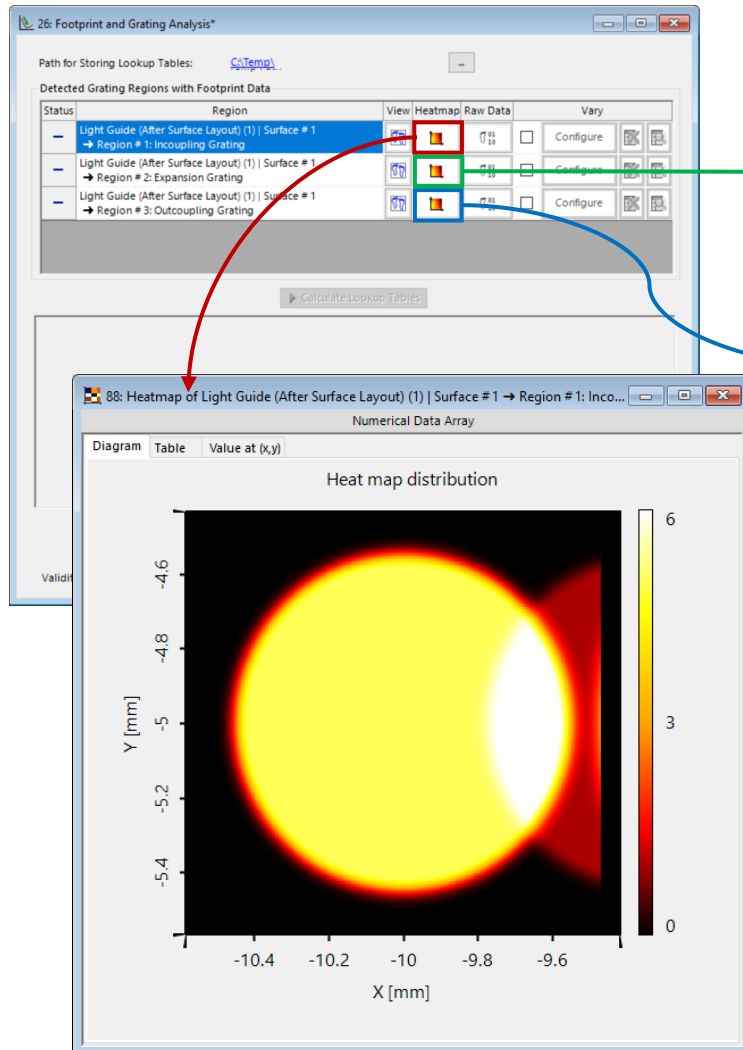 26: Footprint and Grating Analysis*
Path for Storing Lookup Tables: C:\Temp\ ...
Detected Grating Regions with Footprint Data
Status Region View Heatmap Raw Data Vary
Light Guide (After Surface Layout) (1) | Surface # 1
➔ Region # 1: Incoupling Grating
Configure
Light Guide (After Surface Layout) (1) | Surface # 1
➔ Region # 2: Expansion Grating
Configure
Light Guide (After Surface Layout) (1) | Surface # 1
➔ Region # 3: Outcoupling Grating
Configure
Calculate Lookup Tables
88: Heatmap of Light Guide (After Surface Layout) (1) | Surface # 1 ➔ Region # 1: Inco...
Numerical Data Array
Diagram Table Value at (x,y)
Heat map distribution
6
3
0
-4.6
-4.8
-5
-5.2
-5.4
Y [mm]
-10.4 -10.2 -10 -9.8 -9.6
X [mm]